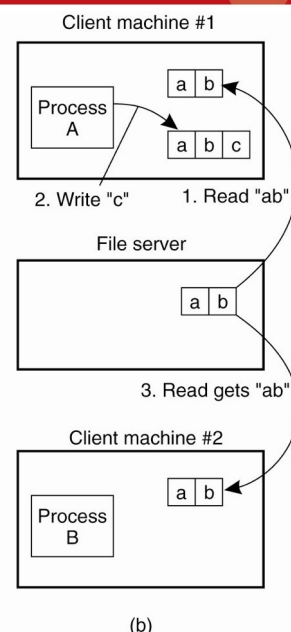 Client machine #1
a b
Process
A
a b c
2. Write "c"
1. Read "ab"
File server
a b
3. Read gets "ab"
Client machine #2
a b
Process
B
(b)